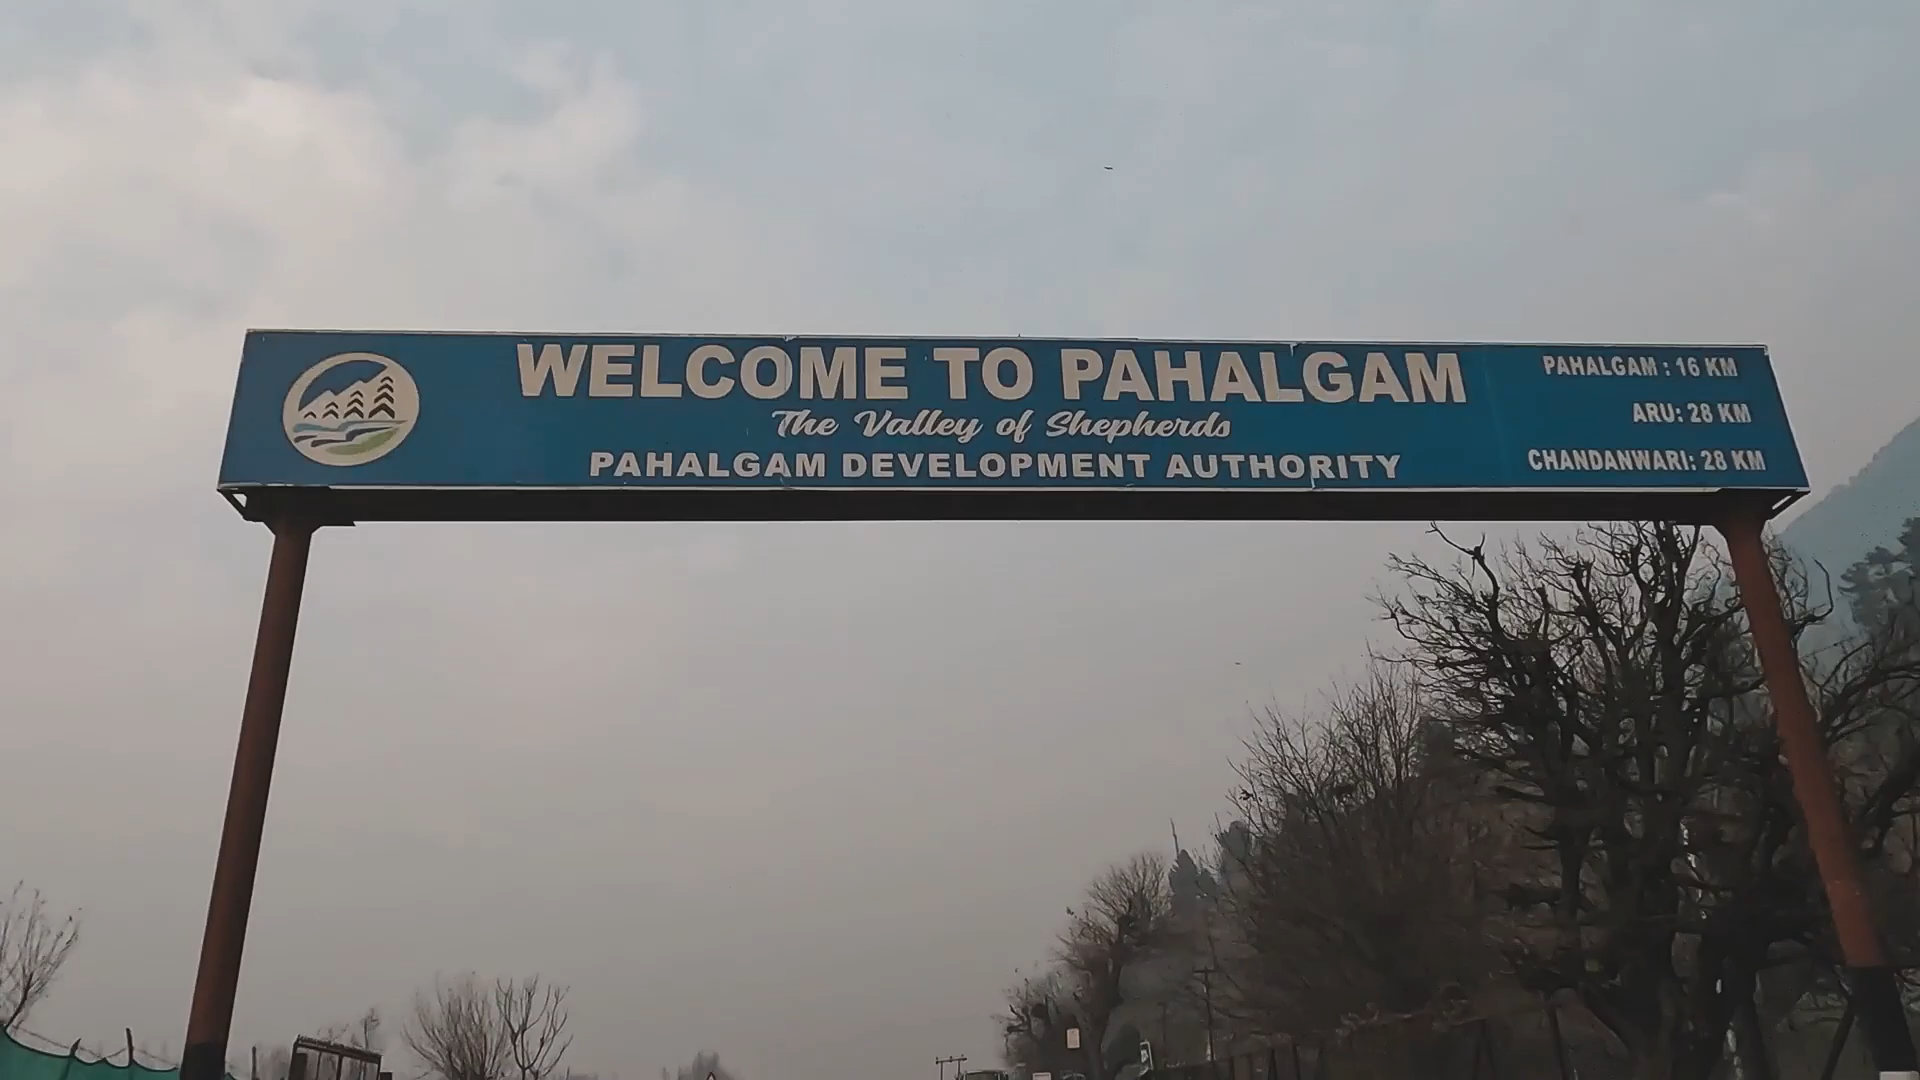 WELCOME TO PAHALGAM
The Valley of Shepherds
PAHALGAM DEVELOPMENT AUTHORITY
PAHALGAM : 16 KM
ARU: 28 KM
CHANDANWARI: 28 KM